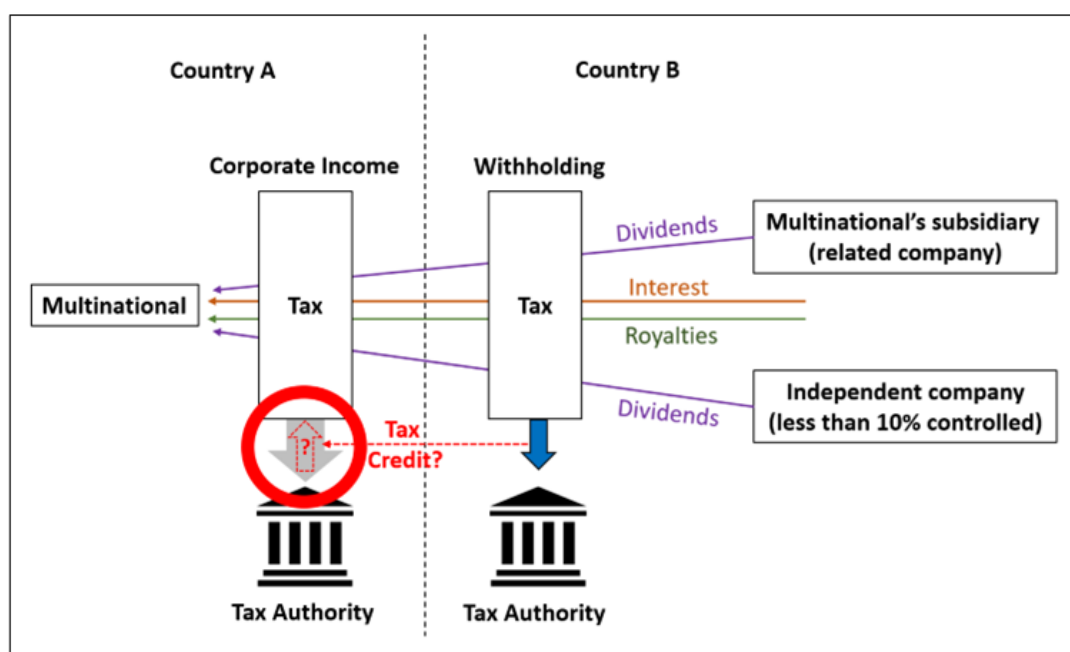 Country A
Country B
Corporate Income
Withholding
Dividends
Multinational's subsidiary
(related company)
Multinational
Tax
Tax
Interest
Royalties
Dividends
Independent company
(less than 10% controlled)
?
Tax
Credit?
Tax Authority
Tax Authority